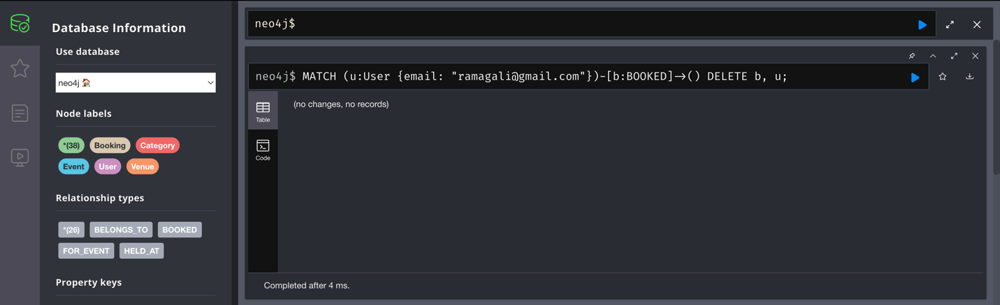 Database Information
Use database
neo4j 🏠
Node labels
*(38) Booking Category
Event User Venue
Relationship types
*(26) BELONGS_TO BOOKED
FOR_EVENT HELD_AT
Property keys
neo4j$
neo4j$ MATCH (u:User {email: "ramagali@gmail.com"})-[b:BOOKED]->() DELETE b, u;
Table
(no changes, no records)
Code
Completed after 4 ms.